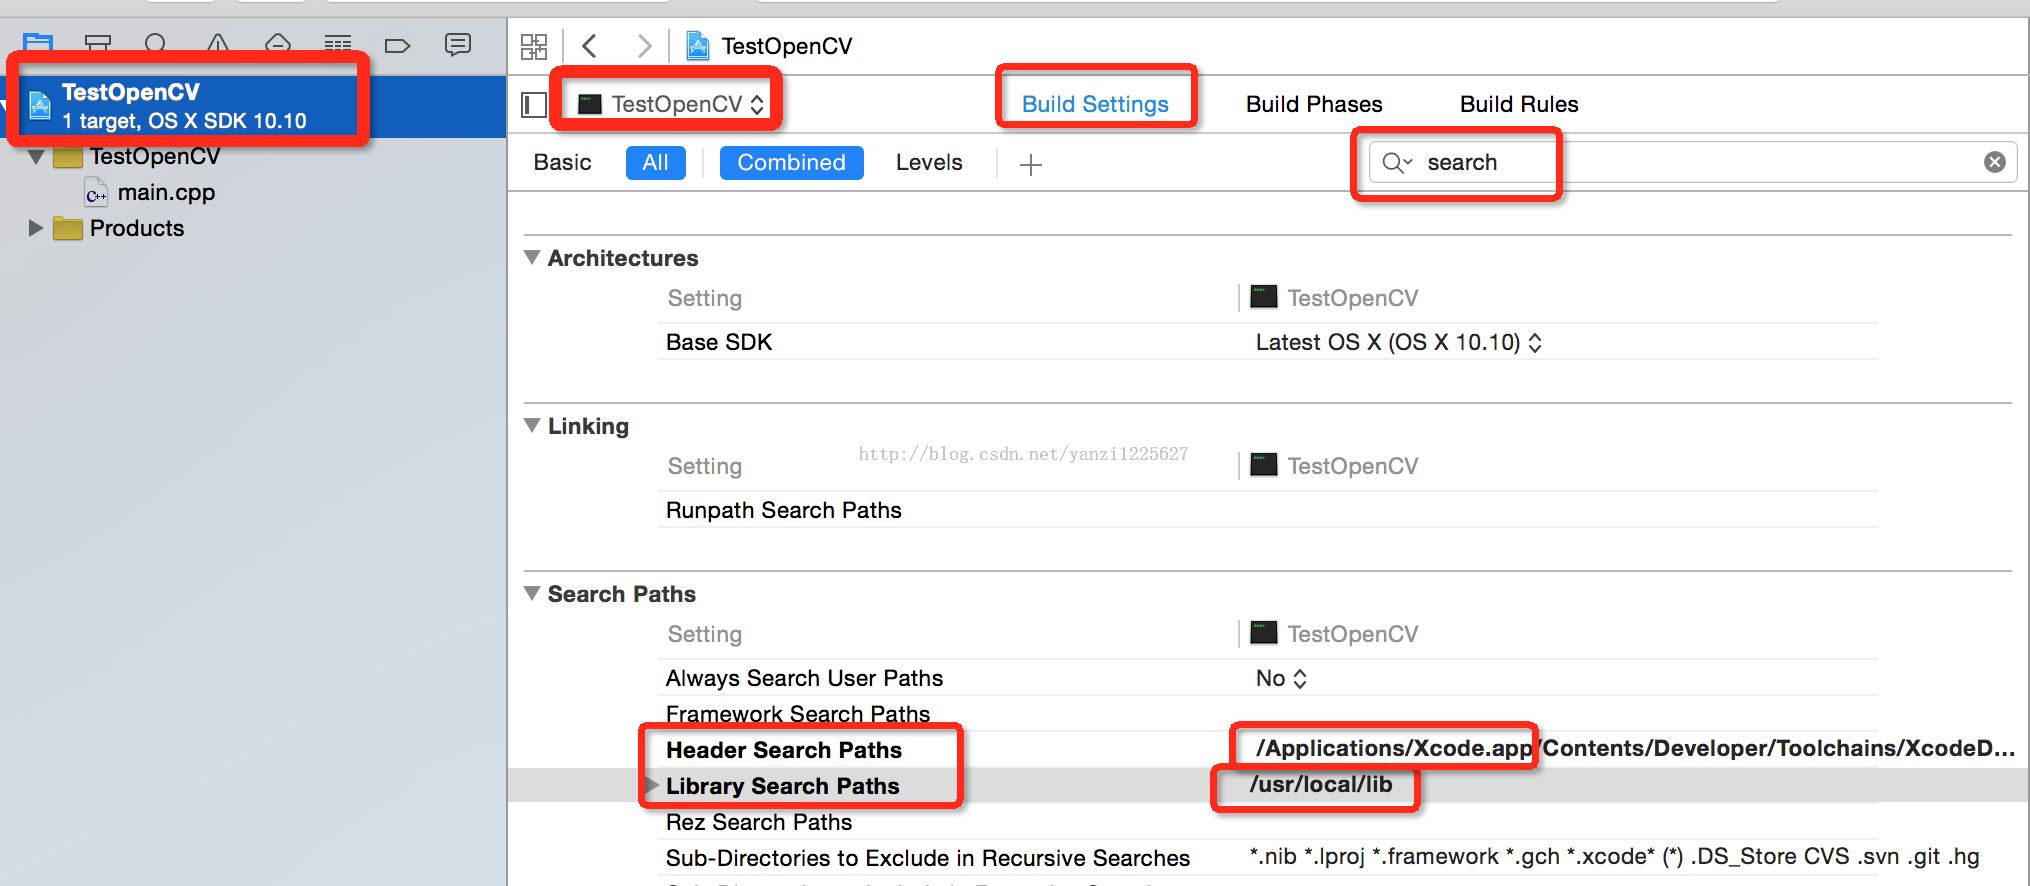 TestOpenCV
TestOpenCV
1 target, OS X SDK 10.10
TestOpenCV
main.cpp
Products
TestOpenCV
Build Settings
Build Phases
Build Rules
Basic
All
Combined
Levels
search
Architectures
Setting
TestOpenCV
Base SDK
Latest OS X (OS X 10.10)
Linking
http://blog.csdn.net/yanzi1225627
Setting
TestOpenCV
Runpath Search Paths
Search Paths
Setting
TestOpenCV
Always Search User Paths
No
Framework Search Paths
Header Search Paths
/Applications/Xcode.app/Contents/Developer/Toolchains/XcodeD...
Library Search Paths
/usr/local/lib
Rez Search Paths
Sub-Directories to Exclude in Recursive Searches
*.nib *.lproj *.framework *.gch *.xcode* (*) .DS_Store CVS .svn .git .hg